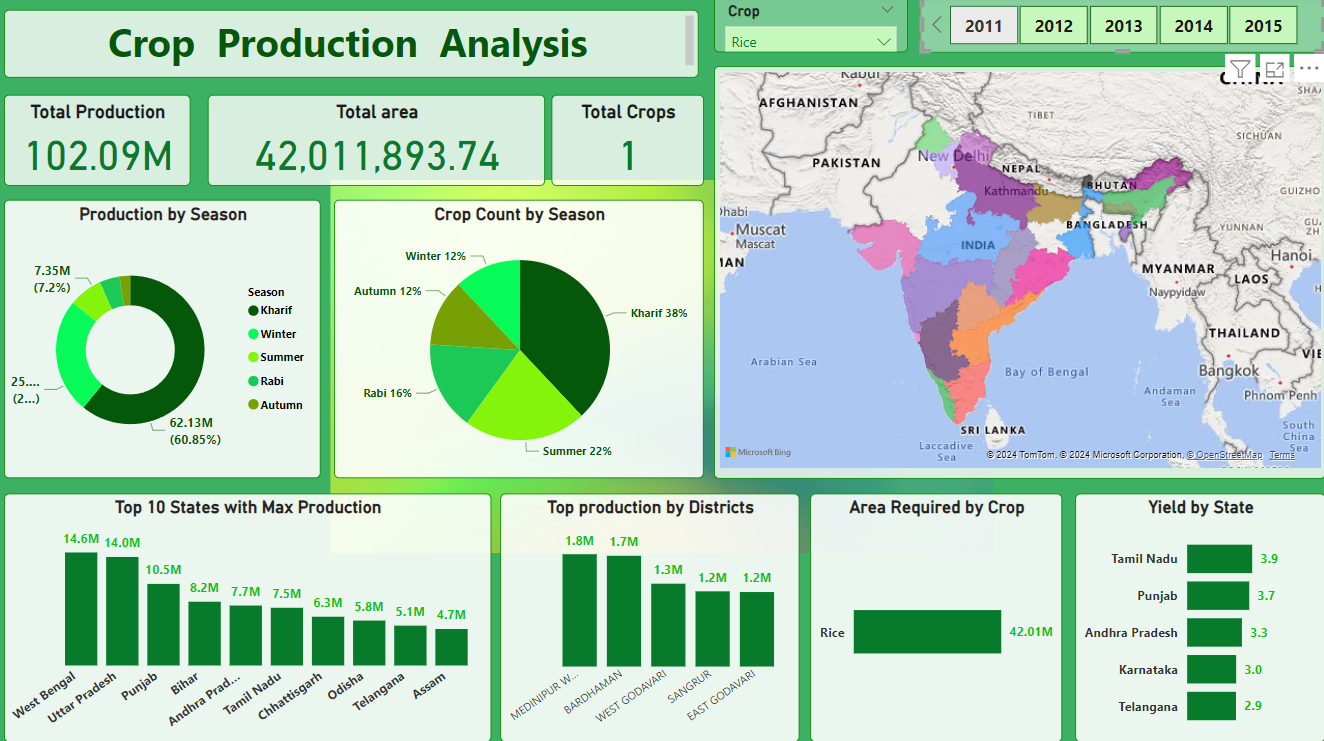 Crop Production Analysis
Crop
Rice
2011 2012 2013 2014 2015
Total Production
102.09M
Total area
42,011,893.74
Total Crops
1
Production by Season
7.35M
(7.2%)
25....
(2...)
62.13M
(60.85%)
Season
Kharif
Winter
Summer
Rabi
Autumn
Crop Count by Season
Winter 12%
Autumn 12%
Rabi 16%
Kharif 38%
Summer 22%
AFGHANISTAN
TIBET
SICHUAN
PAKISTAN
New Delhi
NEPAL
Kathmandu
BHUTAN
GUIZHO
BANGLADESH
YUNNAN
Muscat
Mascat
INDIA
Hanoi
MYANMAR
Naypyidaw
LAOS
THAILAND
Arabian Sea
Bay of Bengal
Bangkok
Andaman
Sea
Phnom Penh
SRI LANKA
Laccadive
Sea
South
China
Sea
Microsoft Bing
© 2024 TomTom, © 2024 Microsoft Corporation, © OpenStreetMap Terms
Top 10 States with Max Production
14.6M
14.0M
10.5M
8.2M
7.7M
7.5M
6.3M
5.8M
5.1M
4.7M
West Bengal
Uttar Pradesh
Punjab
Bihar
Andhra Prad...
Tamil Nadu
Chhattisgarh
Odisha
Telangana
Assam
Top production by Districts
1.8M
1.7M
1.3M
1.2M
1.2M
MEDINIPUR W...
BARDHAMAN
WEST GODAVARI
SANGRUR
EAST GODAVARI
Area Required by Crop
Rice 42.01M
Yield by State
Tamil Nadu 3.9
Punjab 3.7
Andhra Pradesh 3.3
Karnataka 3.0
Telangana 2.9